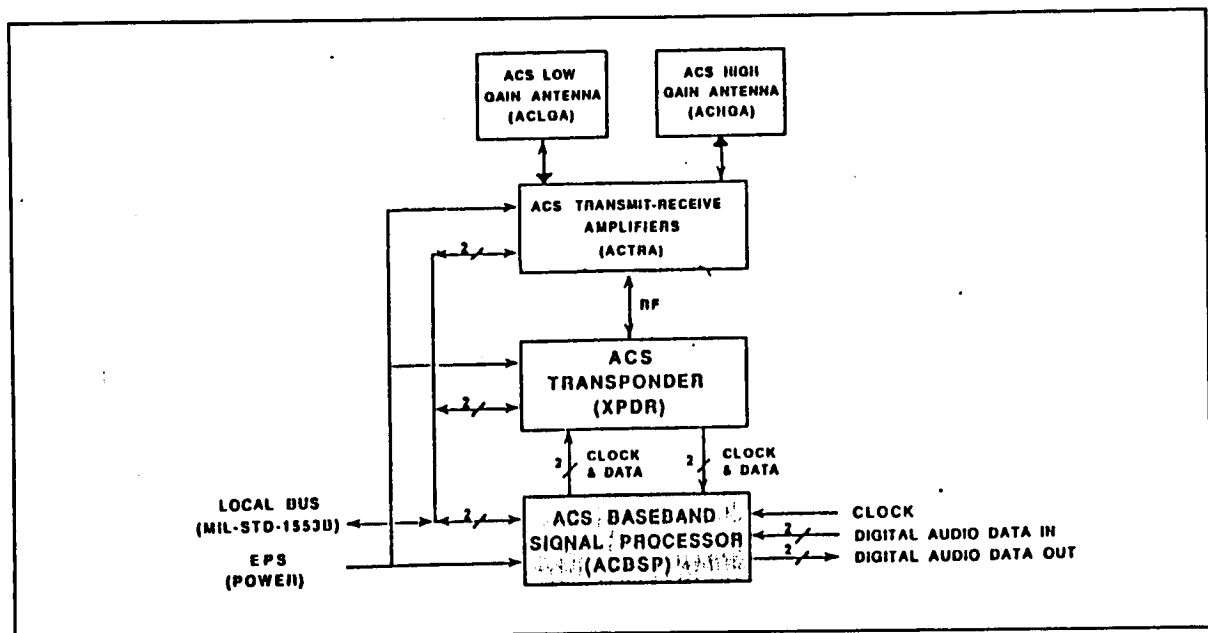 ACS LOW
GAIN ANTENNA
(ACLGA)
ACS HIGH
GAIN ANTENNA
(ACHGA)
ACS TRANSMIT-RECEIVE
AMPLIFIERS
(ACTRA)
2
RF
ACS
TRANSPONDER
(XPDR)
2
2
CLOCK
& DATA
2
CLOCK
& DATA
LOCAL BUS
(MIL-STD-1553B)
2
ACS BASEBAND
SIGNAL PROCESSOR
(ACBSP)
CLOCK
2
DIGITAL AUDIO DATA IN
2
DIGITAL AUDIO DATA OUT
EPS
(POWER)